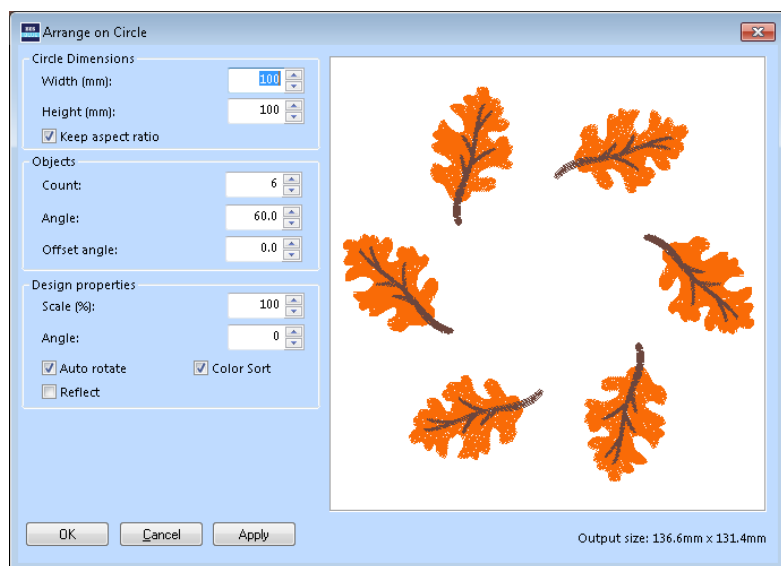 Arrange on Circle
Circle Dimensions
Width (mm): 100
Height (mm): 100
Keep aspect ratio
Objects
Count: 6
Angle: 60.0
Offset angle: 0.0
Design properties
Scale (%): 100
Angle: 0
Auto rotate Color Sort
Reflect
OK Cancel Apply
Output size: 136.6mm x 131.4mm